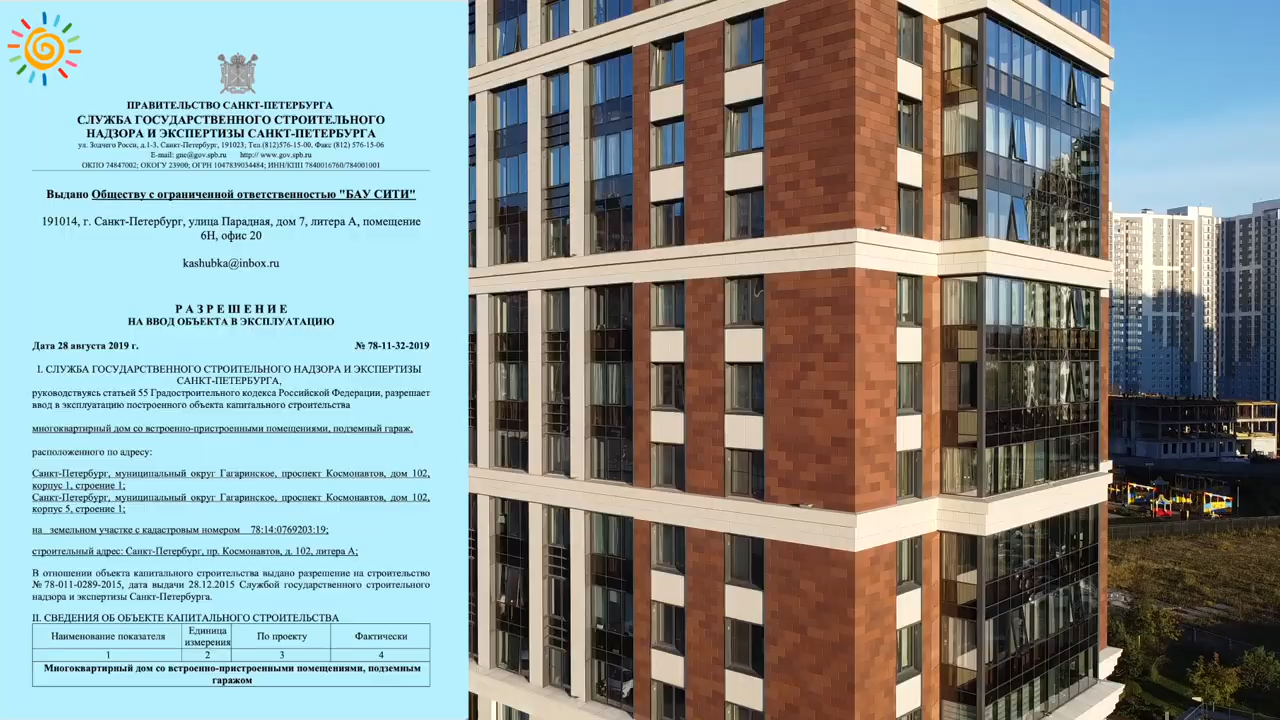 ПРАВИТЕЛЬСТВО САНКТ-ПЕТЕРБУРГА
СЛУЖБА ГОСУДАРСТВЕННОГО СТРОИТЕЛЬНОГО
НАДЗОРА И ЭКСПЕРТИЗЫ САНКТ-ПЕТЕРБУРГА
ул. Зодчего Росси, д.1-3, Санкт-Петербург, 191023; Тел.(812)576-15-00, Факс (812) 576-15-06
E-mail: gne@gov.spb.ru http:// www.gov.spb.ru
ОКПО 74847002; ОКОГУ 23900; ОГРН 1047839034484; ИНН/КПП 7840016760/784001001
Выдано Обществу с ограниченной ответственностью "БАУ СИТИ"
191014, г. Санкт-Петербург, улица Парадная, дом 7, литера А, помещение
6Н, офис 20
kashubka@inbox.ru
Р А З Р Е Ш Е Н И Е
НА ВВОД ОБЪЕКТА В ЭКСПЛУАТАЦИЮ
Дата 28 августа 2019 г. № 78-11-32-2019
I. СЛУЖБА ГОСУДАРСТВЕННОГО СТРОИТЕЛЬНОГО НАДЗОРА И ЭКСПЕРТИЗЫ
САНКТ-ПЕТЕРБУРГА,
руководствуясь статьей 55 Градостроительного кодекса Российской Федерации, разрешает
ввод в эксплуатацию построенного объекта капитального строительства
многоквартирный дом со встроенно-пристроенными помещениями, подземный гараж,
расположенного по адресу:
Санкт-Петербург, муниципальный округ Гагаринское, проспект Космонавтов, дом 102,
корпус 1, строение 1;
Санкт-Петербург, муниципальный округ Гагаринское, проспект Космонавтов, дом 102,
корпус 5, строение 1;
на земельном участке с кадастровым номером 78:14:0769203:19;
строительный адрес: Санкт-Петербург, пр. Космонавтов, д. 102, литера А;
В отношении объекта капитального строительства выдано разрешение на строительство
№ 78-011-0289-2015, дата выдачи 28.12.2015 Службой государственного строительного
надзора и экспертизы Санкт-Петербурга.
II. СВЕДЕНИЯ ОБ ОБЪЕКТЕ КАПИТАЛЬНОГО СТРОИТЕЛЬСТВА
Наименование показателя Единица измерения По проекту Фактически
1 2 3 4
Многоквартирный дом со встроенно-пристроенными помещениями, подземным
гаражом